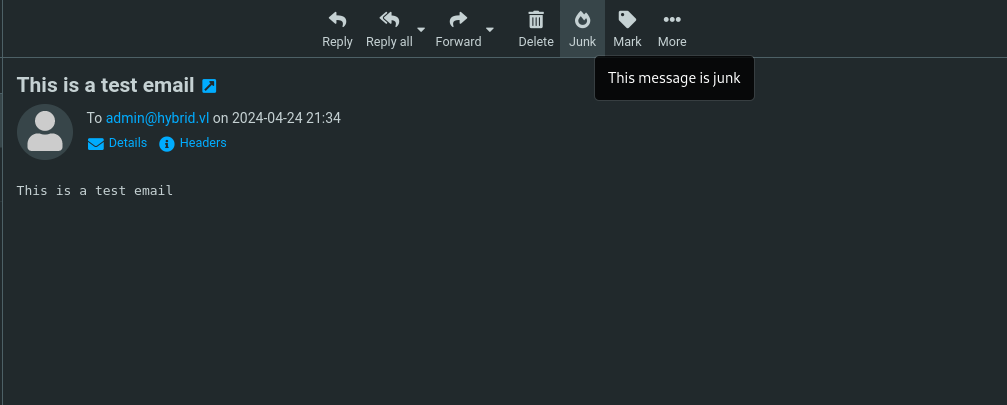 Reply Reply all Forward Delete Junk Mark More
This message is junk
This is a test email
To admin@hybrid.vl on 2024-04-24 21:34
Details Headers
This is a test email